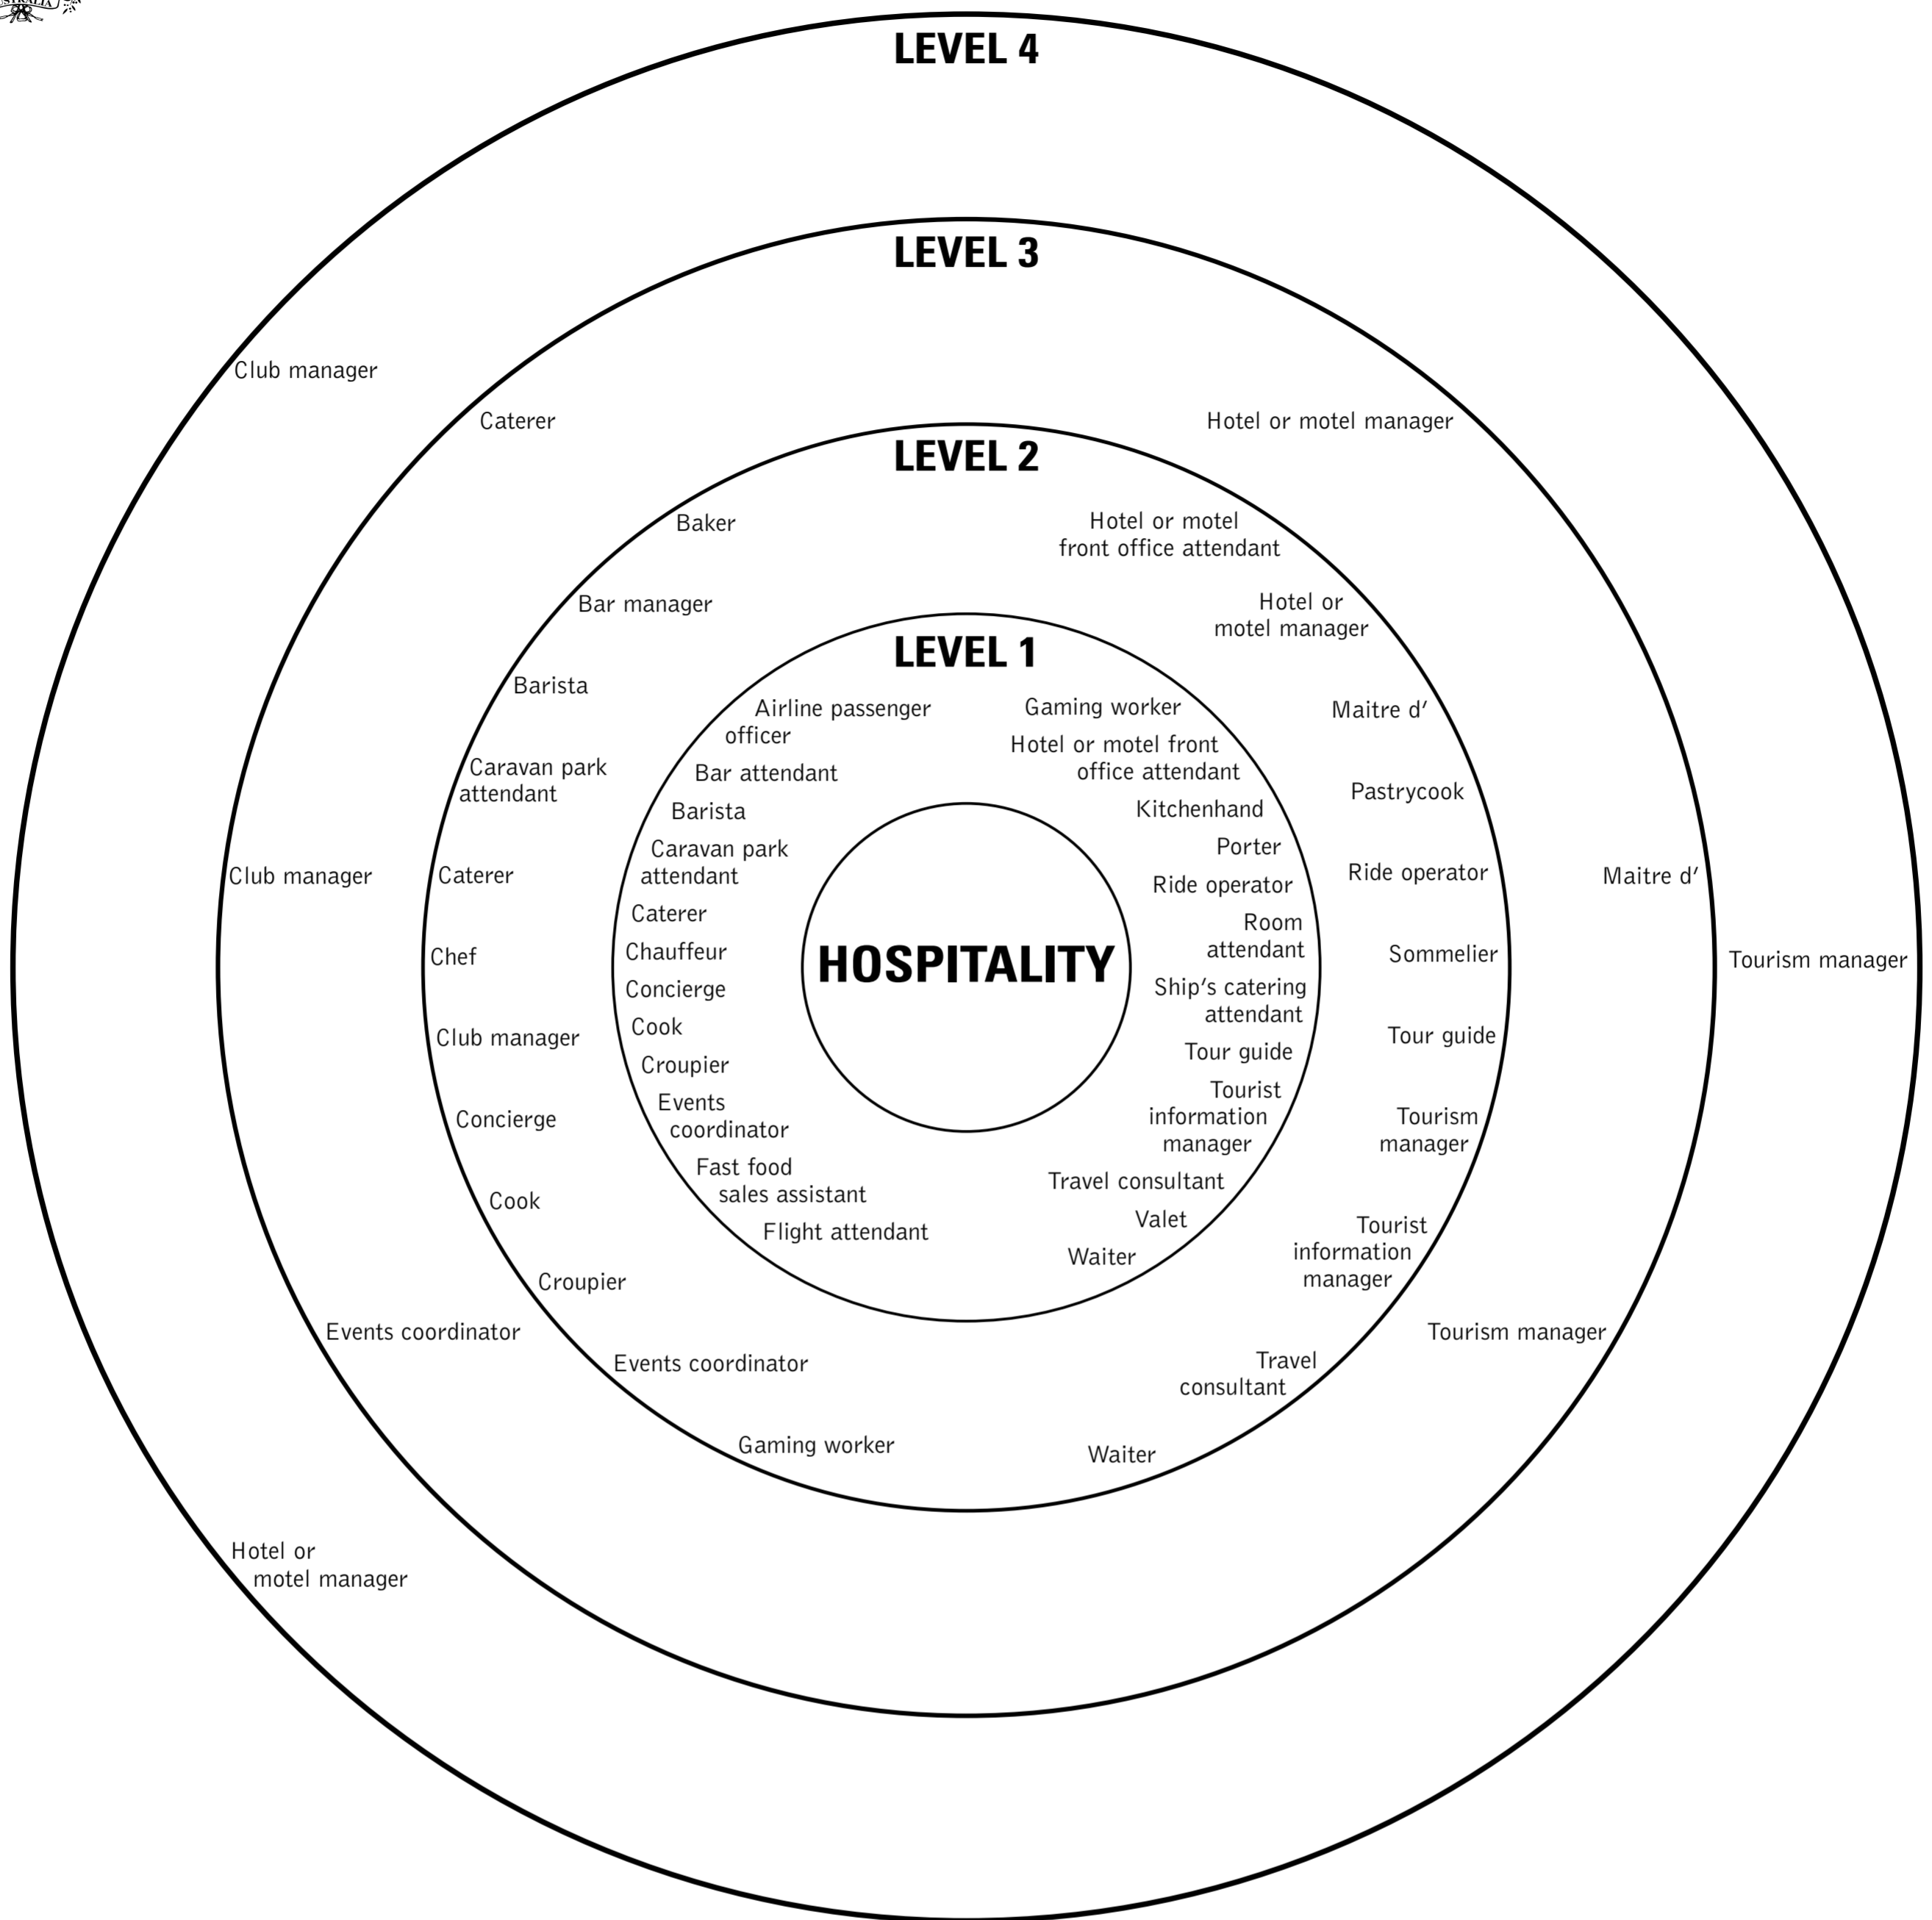 AUSTRALIA
LEVEL 4
Club manager
Tourism manager
Hotel or
motel manager
LEVEL 3
Caterer
Hotel or motel manager
Club manager
Maitre d'
Events coordinator
Tourism manager
LEVEL 2
Baker
Bar manager
Barista
Caravan park
attendant
Caterer
Chef
Club manager
Concierge
Cook
Croupier
Events coordinator
Gaming worker
Hotel or motel
front office attendant
Hotel or
motel manager
Maitre d'
Pastrycook
Ride operator
Sommelier
Tour guide
Tourism
manager
Tourist
information
manager
Travel
consultant
Waiter
LEVEL 1
Airline passenger
officer
Bar attendant
Barista
Caravan park
attendant
Caterer
Chauffeur
Concierge
Cook
Croupier
Events
coordinator
Fast food
sales assistant
Flight attendant
Gaming worker
Hotel or motel front
office attendant
Kitchenhand
Porter
Ride operator
Room
attendant
Ship's catering
attendant
Tour guide
Tourist
information
manager
Travel consultant
Valet
Waiter
HOSPITALITY